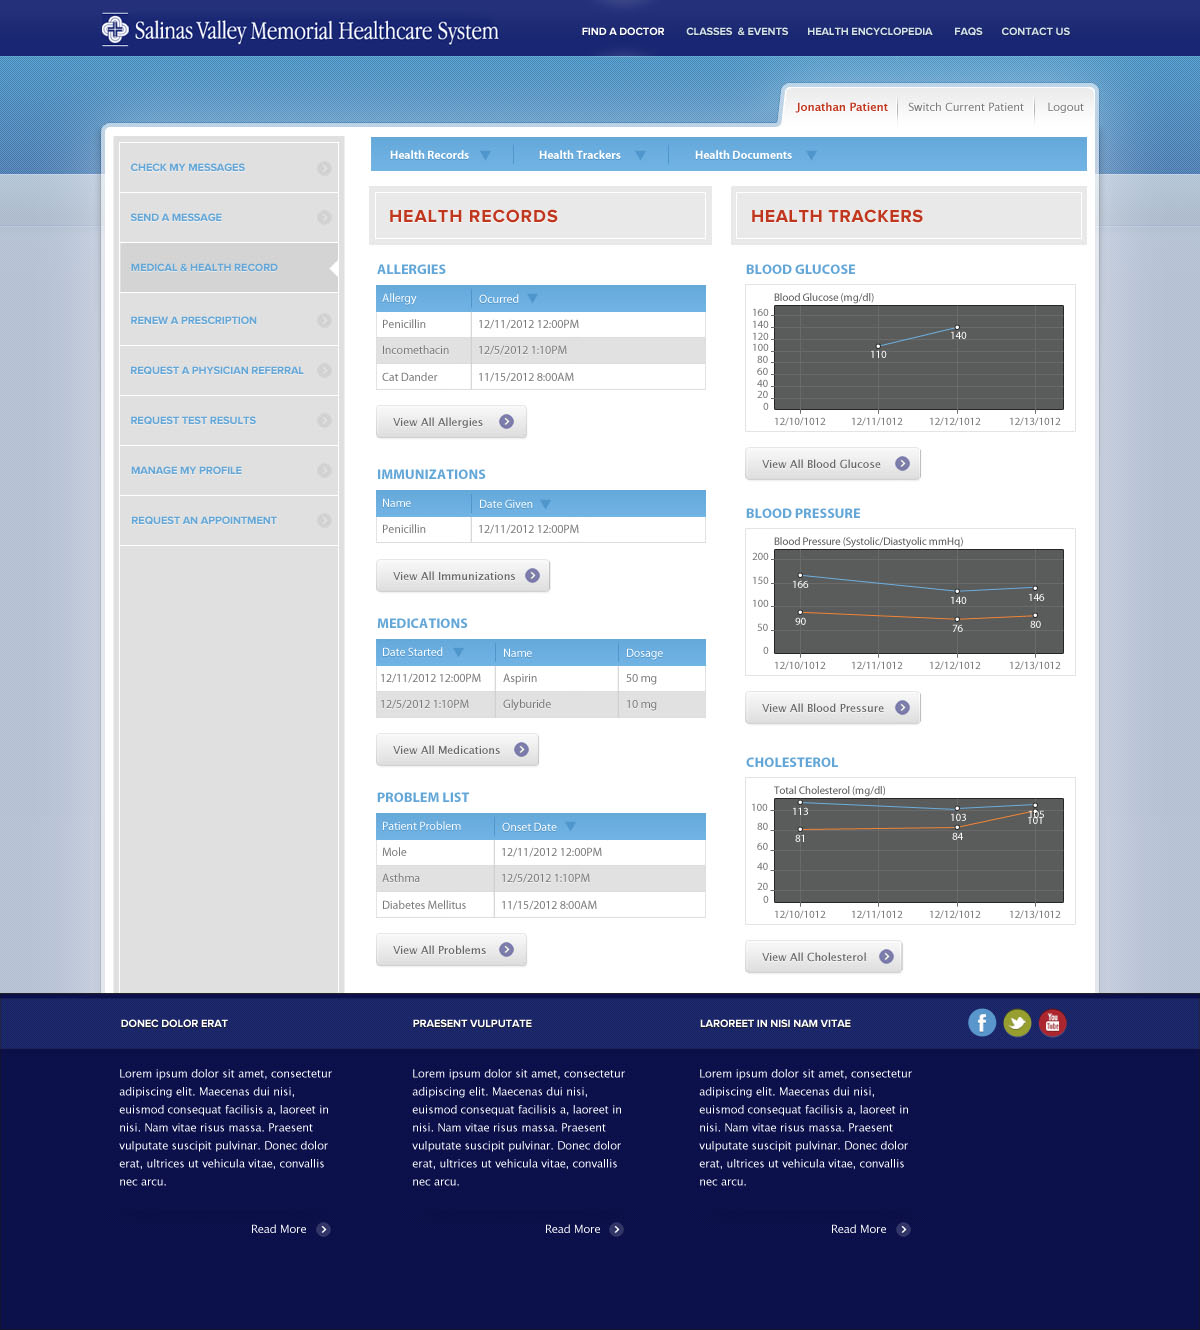 Salinas Valley Memorial Healthcare System
FIND A DOCTOR CLASSES & EVENTS HEALTH ENCYCLOPEDIA FAQS CONTACT US
Jonathan Patient Switch Current Patient Logout
CHECK MY MESSAGES
SEND A MESSAGE
MEDICAL & HEALTH RECORD
RENEW A PRESCRIPTION
REQUEST A PHYSICIAN REFERRAL
REQUEST TEST RESULTS
MANAGE MY PROFILE
REQUEST AN APPOINTMENT
Health Records Health Trackers Health Documents
HEALTH RECORDS
ALLERGIES
Allergy Ocurred
Penicillin 12/11/2012 12:00PM
Incomethacin 12/5/2012 1:10PM
Cat Dander 11/15/2012 8:00AM
View All Allergies
IMMUNIZATIONS
Name Date Given
Penicillin 12/11/2012 12:00PM
View All Immunizations
MEDICATIONS
Date Started Name Dosage
12/11/2012 12:00PM Aspirin 50 mg
12/5/2012 1:10PM Glyburide 10 mg
View All Medications
PROBLEM LIST
Patient Problem Onset Date
Mole 12/11/2012 12:00PM
Asthma 12/5/2012 1:10PM
Diabetes Mellitus 11/15/2012 8:00AM
View All Problems
HEALTH TRACKERS
BLOOD GLUCOSE
Blood Glucose (mg/dl)
160
140
120
100
80
60
40
20
0
110
140
12/10/1012 12/11/1012 12/12/1012 12/13/1012
View All Blood Glucose
BLOOD PRESSURE
Blood Pressure (Systolic/Diastyolic mmHq)
200
150
100
50
0
166 140 146
90 76 80
12/10/1012 12/11/1012 12/12/1012 12/13/1012
View All Blood Pressure
CHOLESTEROL
Total Cholesterol (mg/dl)
100
80
60
40
20
0
113 103 105
81 84 101
12/10/1012 12/11/1012 12/12/1012 12/13/1012
View All Cholesterol
DONEC DOLOR ERAT
Lorem ipsum dolor sit amet, consectetur
adipiscing elit. Maecenas dui nisi,
euismod consequat facilisis a, laoreet in
nisi. Nam vitae risus massa. Praesent
vulputate suscipit pulvinar. Donec dolor
erat, ultrices ut vehicula vitae, convallis
nec arcu.
Read More
PRAESENT VULPUTATE
Lorem ipsum dolor sit amet, consectetur
adipiscing elit. Maecenas dui nisi,
euismod consequat facilisis a, laoreet in
nisi. Nam vitae risus massa. Praesent
vulputate suscipit pulvinar. Donec dolor
erat, ultrices ut vehicula vitae, convallis
nec arcu.
Read More
LAROREET IN NISI NAM VITAE
Lorem ipsum dolor sit amet, consectetur
adipiscing elit. Maecenas dui nisi,
euismod consequat facilisis a, laoreet in
nisi. Nam vitae risus massa. Praesent
vulputate suscipit pulvinar. Donec dolor
erat, ultrices ut vehicula vitae, convallis
nec arcu.
Read More
f
You
Tube